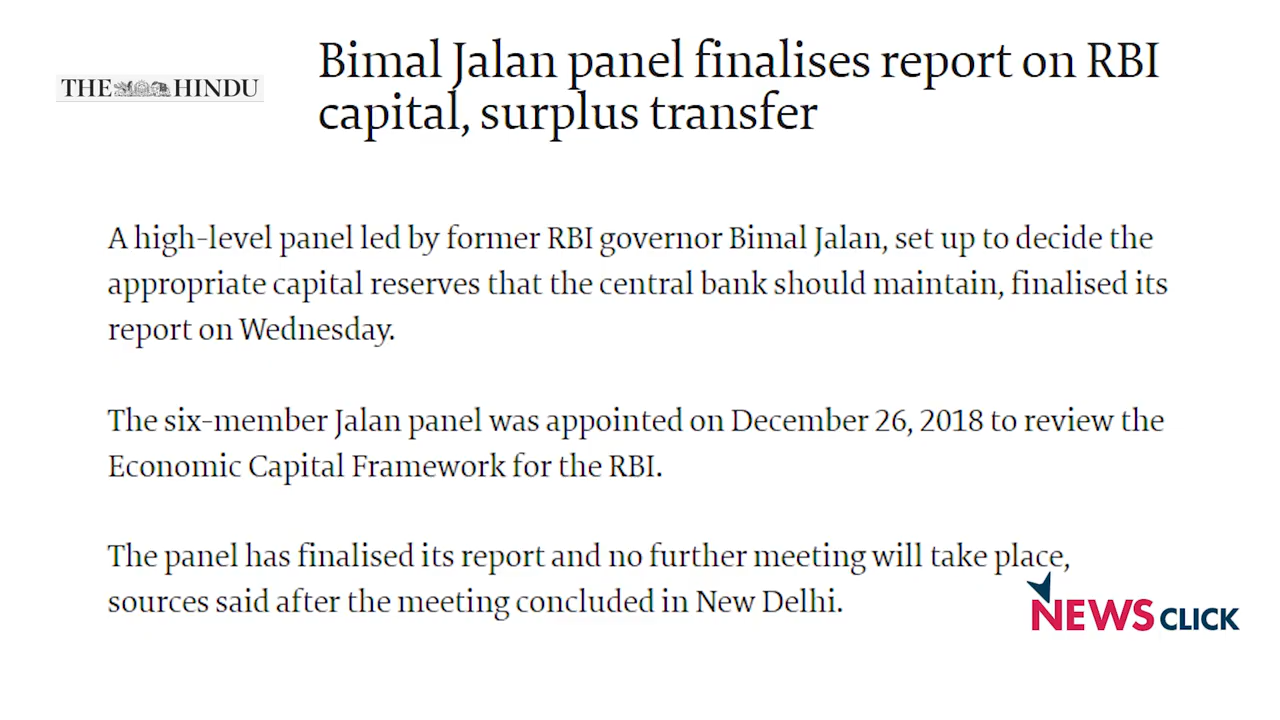 THE HINDU
Bimal Jalan panel finalises report on RBI
capital, surplus transfer
A high-level panel led by former RBI governor Bimal Jalan, set up to decide the
appropriate capital reserves that the central bank should maintain, finalised its
report on Wednesday.
The six-member Jalan panel was appointed on December 26, 2018 to review the
Economic Capital Framework for the RBI.
The panel has finalised its report and no further meeting will take place,
sources said after the meeting concluded in New Delhi.
NEWSCLICK